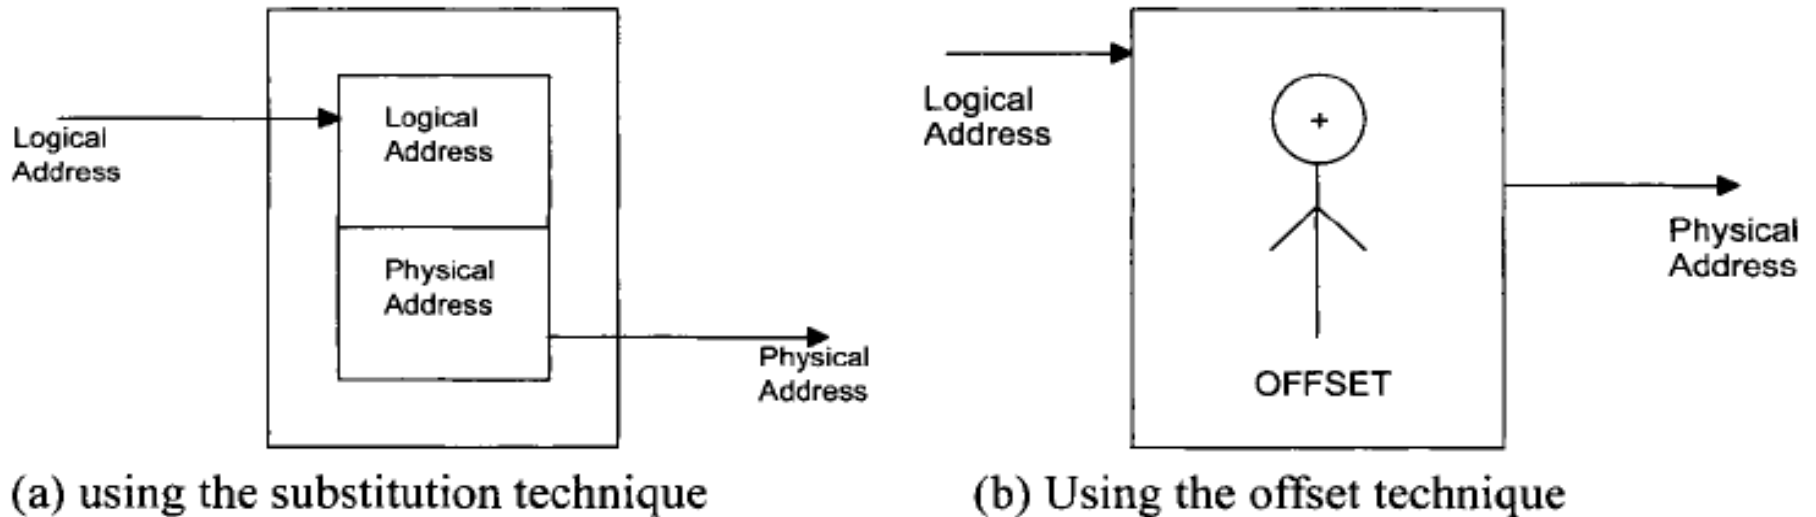 Logical
Address
Logical
Address
Physical
Address
Physical
Address
(a) using the substitution technique
Logical
Address
+
OFFSET
Physical
Address
(b) Using the offset technique